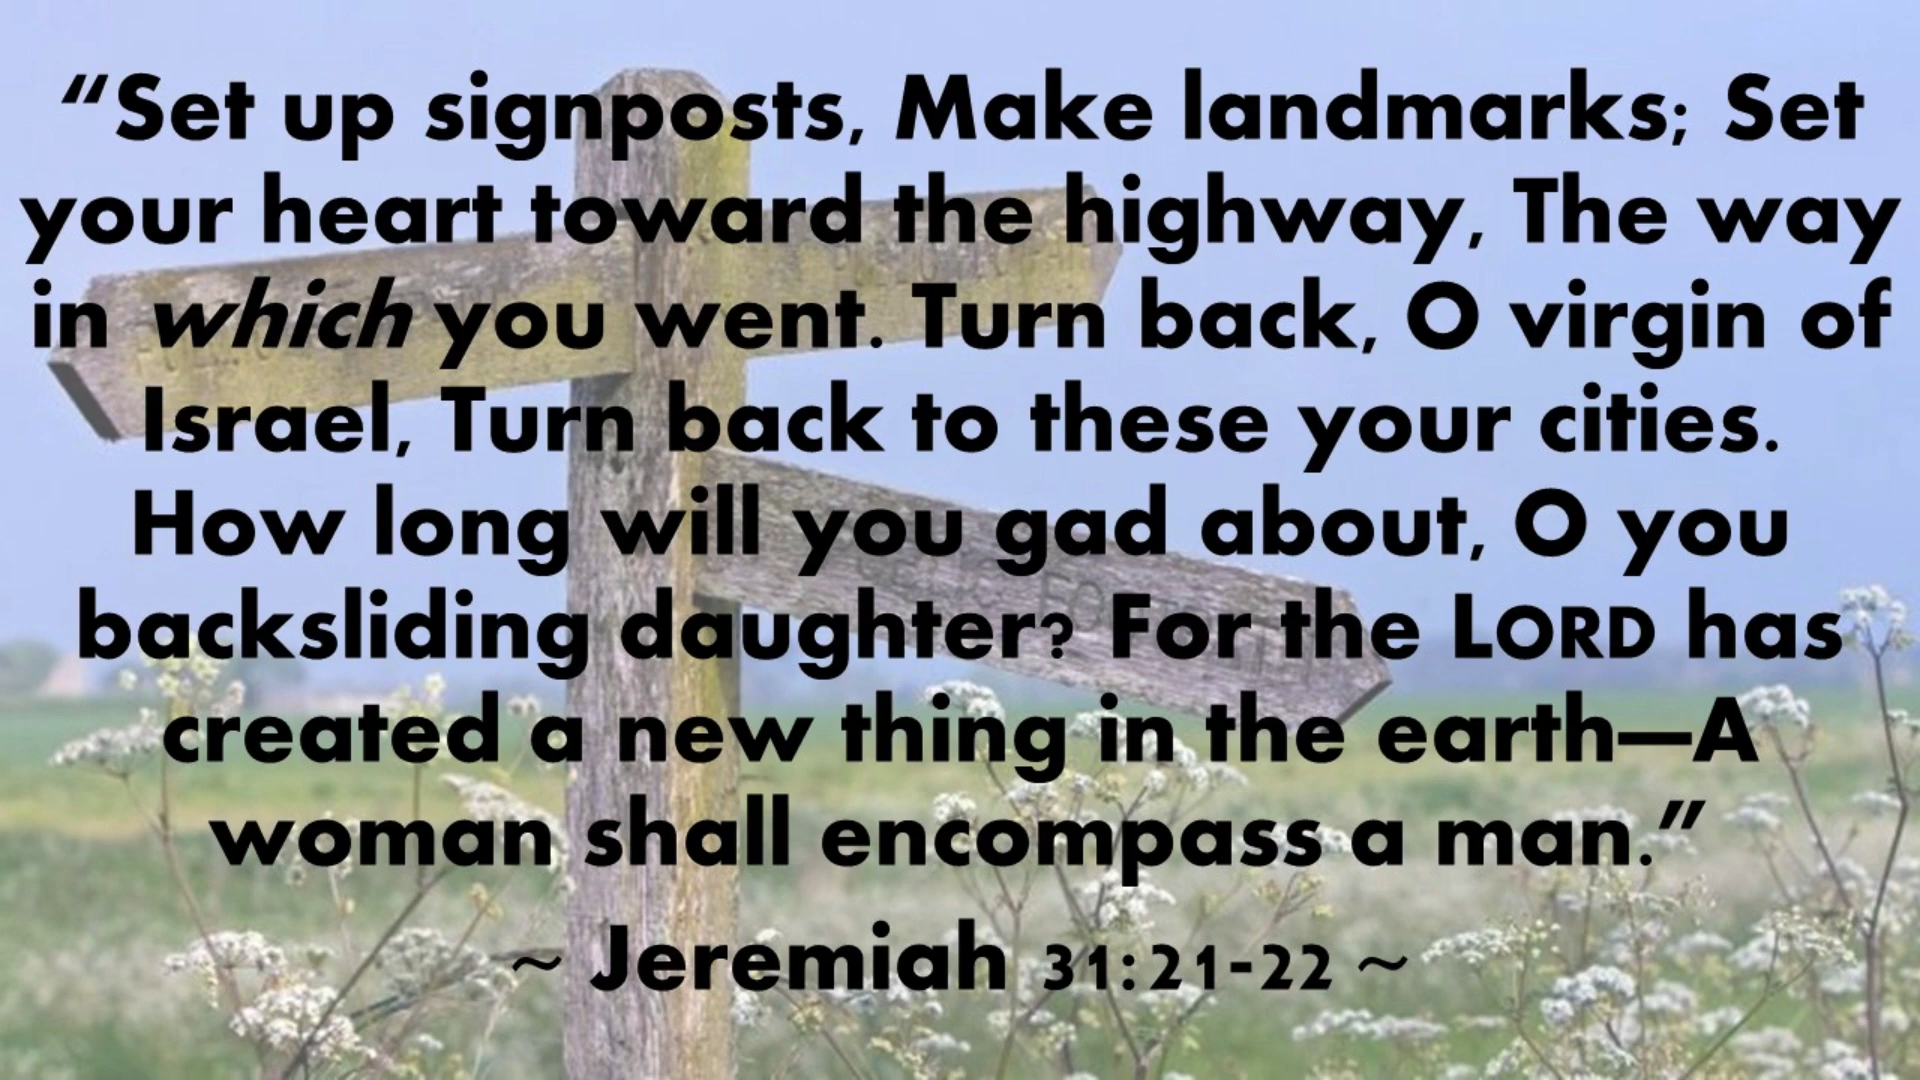 “Set up signposts, Make landmarks; Set
your heart toward the highway, The way
in which you went. Turn back, O virgin of
Israel, Turn back to these your cities.
How long will you gad about, O you
backsliding daughter? For the LORD has
created a new thing in the earth—A
woman shall encompass a man.”
~ Jeremiah 31:21-22 ~